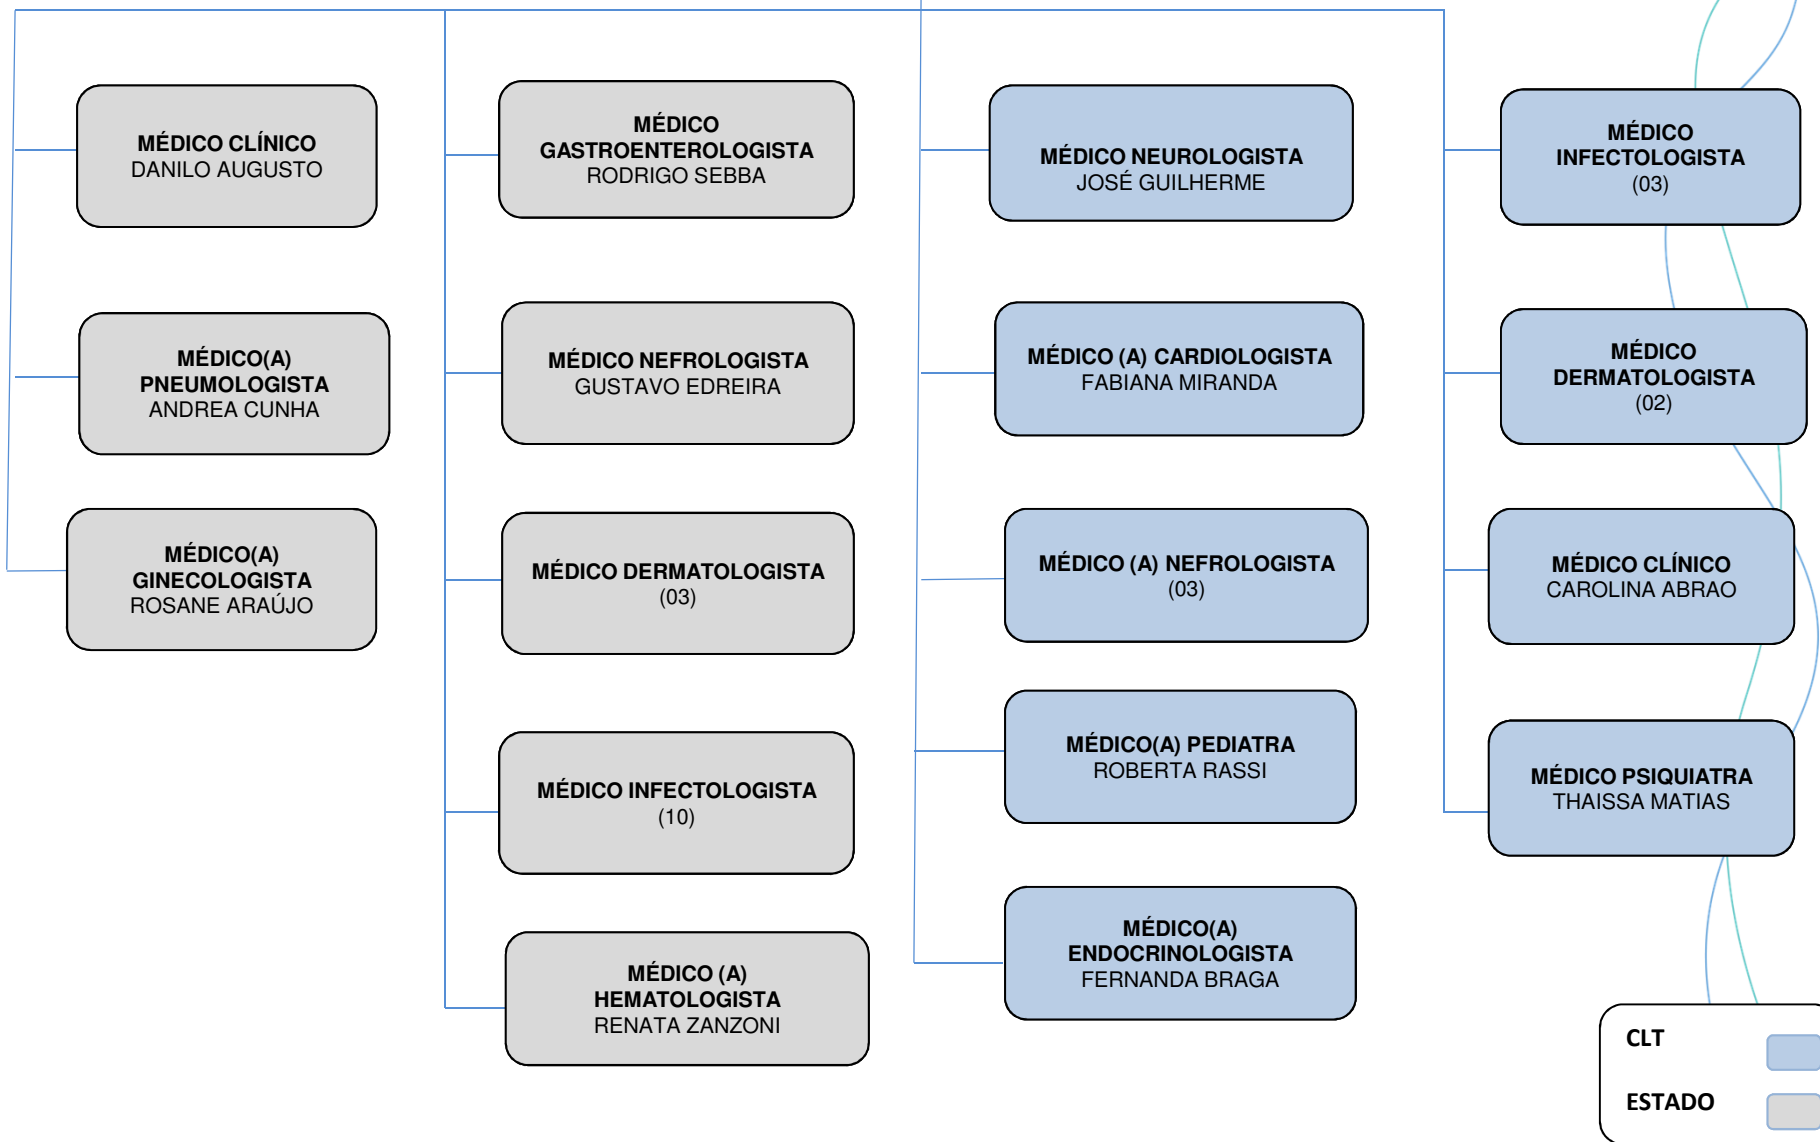 MÉDICO CLÍNICO
DANILO AUGUSTO
MÉDICO(A)
PNEUMOLOGISTA
ANDREA CUNHA
MÉDICO(A)
GINECOLOGISTA
ROSANE ARAÚJO
MÉDICO
GASTROENTEROLOGISTA
RODRIGO SEBBA
MÉDICO NEFROLOGISTA
GUSTAVO EDREIRA
MÉDICO DERMATOLOGISTA
(03)
MÉDICO INFECTOLOGISTA
(10)
MÉDICO (A)
HEMATOLOGISTA
RENATA ZANZONI
MÉDICO NEUROLOGISTA
JOSÉ GUILHERME
MÉDICO (A) CARDIOLOGISTA
FABIANA MIRANDA
MÉDICO (A) NEFROLOGISTA
(03)
MÉDICO(A) PEDIATRA
ROBERTA RASSI
MÉDICO(A)
ENDOCRINOLOGISTA
FERNANDA BRAGA
MÉDICO
INFECTOLOGISTA
(03)
MÉDICO
DERMATOLOGISTA
(02)
MÉDICO CLÍNICO
CAROLINA ABRAO
MÉDICO PSIQUIATRA
THAISSA MATIAS
CLT
ESTADO